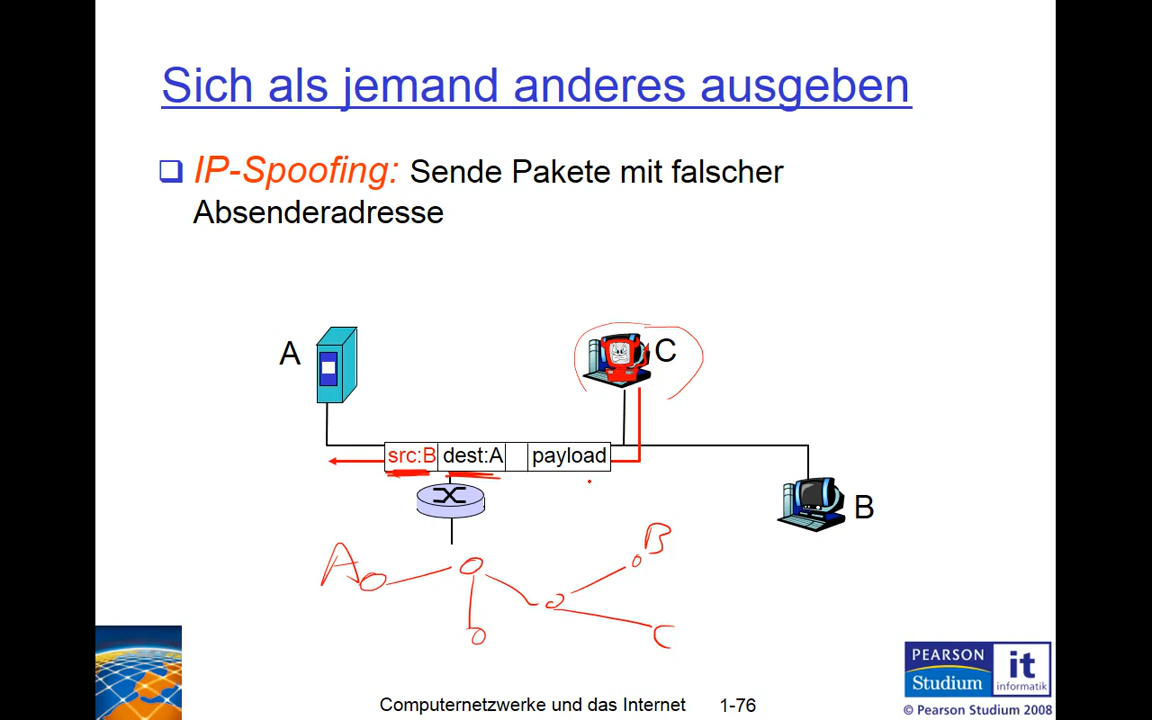 Sich als jemand anderes ausgeben
IP-Spoofing: Sende Pakete mit falscher
Absenderadresse
A
C
src:B dest:A payload
B
A
B
C
PEARSON
Studium
it
informatik
Computernetzwerke und das Internet 1-76
© Pearson Studium 2008